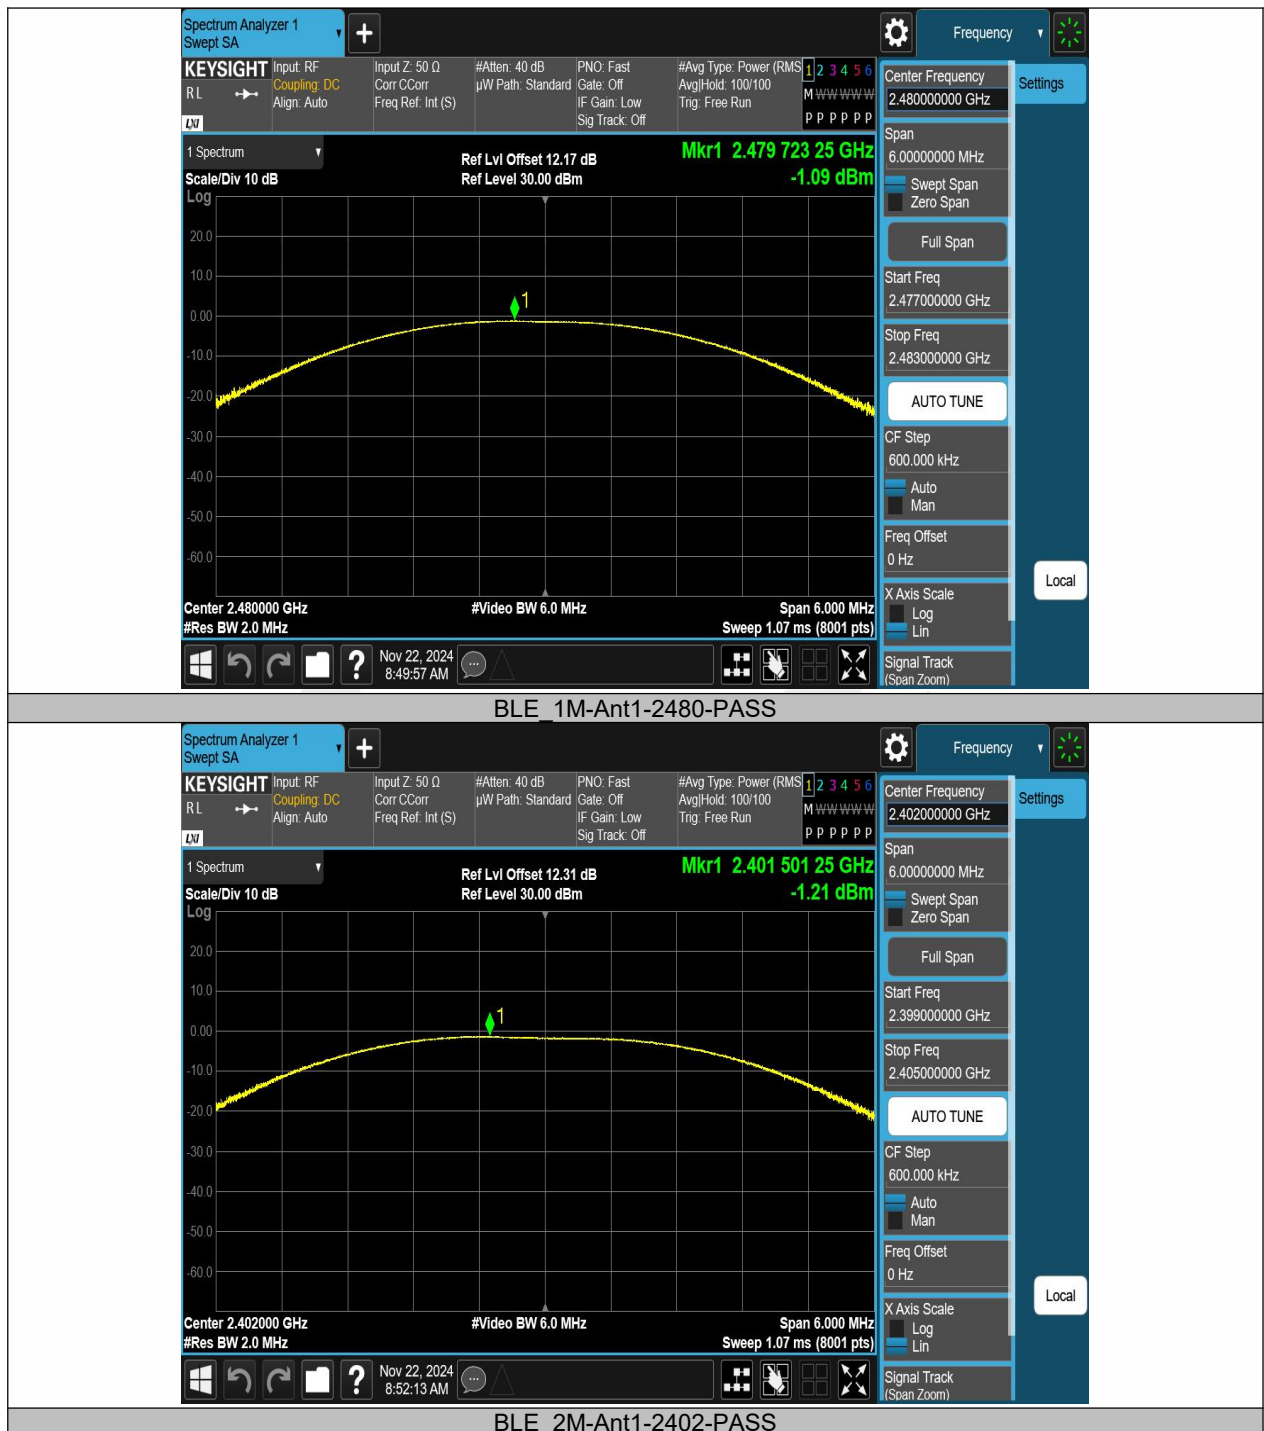 Spectrum Analyzer 1
Swept SA
Frequency
KEYSIGHT
RL
LXI
Input: RF
Coupling: DC
Align: Auto
Input Z: 50 Ω
Corr CCorr
Freq Ref: Int (S)
#Atten: 40 dB
µW Path: Standard
PNO: Fast
Gate: Off
IF Gain: Low
Sig Track: Off
#Avg Type: Power (RMS
Avg|Hold: 100/100
Trig: Free Run
1 2 3 4 5 6
M W W W W W
P P P P P P
Center Frequency
2.480000000 GHz
Settings
Span
6.00000000 MHz
Swept Span
Zero Span
Full Span
Start Freq
2.477000000 GHz
Stop Freq
2.483000000 GHz
AUTO TUNE
CF Step
600.000 kHz
Auto
Man
Freq Offset
0 Hz
X Axis Scale
Log
Lin
Signal Track
(Span Zoom)
Local
1 Spectrum
Scale/Div 10 dB
Log
Ref Lvl Offset 12.17 dB
Ref Level 30.00 dBm
Mkr1 2.479 723 25 GHz
-1.09 dBm
20.0
10.0
0.00
-10.0
-20.0
-30.0
-40.0
-50.0
-60.0
1
Center 2.480000 GHz
#Res BW 2.0 MHz
#Video BW 6.0 MHz
Span 6.000 MHz
Sweep 1.07 ms (8001 pts)
?
Nov 22, 2024
8:49:57 AM
BLE_1M-Ant1-2480-PASS
Spectrum Analyzer 1
Swept SA
Frequency
KEYSIGHT
RL
LXI
Input: RF
Coupling: DC
Align: Auto
Input Z: 50 Ω
Corr CCorr
Freq Ref: Int (S)
#Atten: 40 dB
µW Path: Standard
PNO: Fast
Gate: Off
IF Gain: Low
Sig Track: Off
#Avg Type: Power (RMS
Avg|Hold: 100/100
Trig: Free Run
1 2 3 4 5 6
M W W W W W
P P P P P P
Center Frequency
2.402000000 GHz
Settings
Span
6.00000000 MHz
Swept Span
Zero Span
Full Span
Start Freq
2.399000000 GHz
Stop Freq
2.405000000 GHz
AUTO TUNE
CF Step
600.000 kHz
Auto
Man
Freq Offset
0 Hz
X Axis Scale
Log
Lin
Signal Track
(Span Zoom)
Local
1 Spectrum
Scale/Div 10 dB
Log
Ref Lvl Offset 12.31 dB
Ref Level 30.00 dBm
Mkr1 2.401 501 25 GHz
-1.21 dBm
20.0
10.0
0.00
-10.0
-20.0
-30.0
-40.0
-50.0
-60.0
1
Center 2.402000 GHz
#Res BW 2.0 MHz
#Video BW 6.0 MHz
Span 6.000 MHz
Sweep 1.07 ms (8001 pts)
?
Nov 22, 2024
8:52:13 AM
BLE_2M-Ant1-2402-PASS